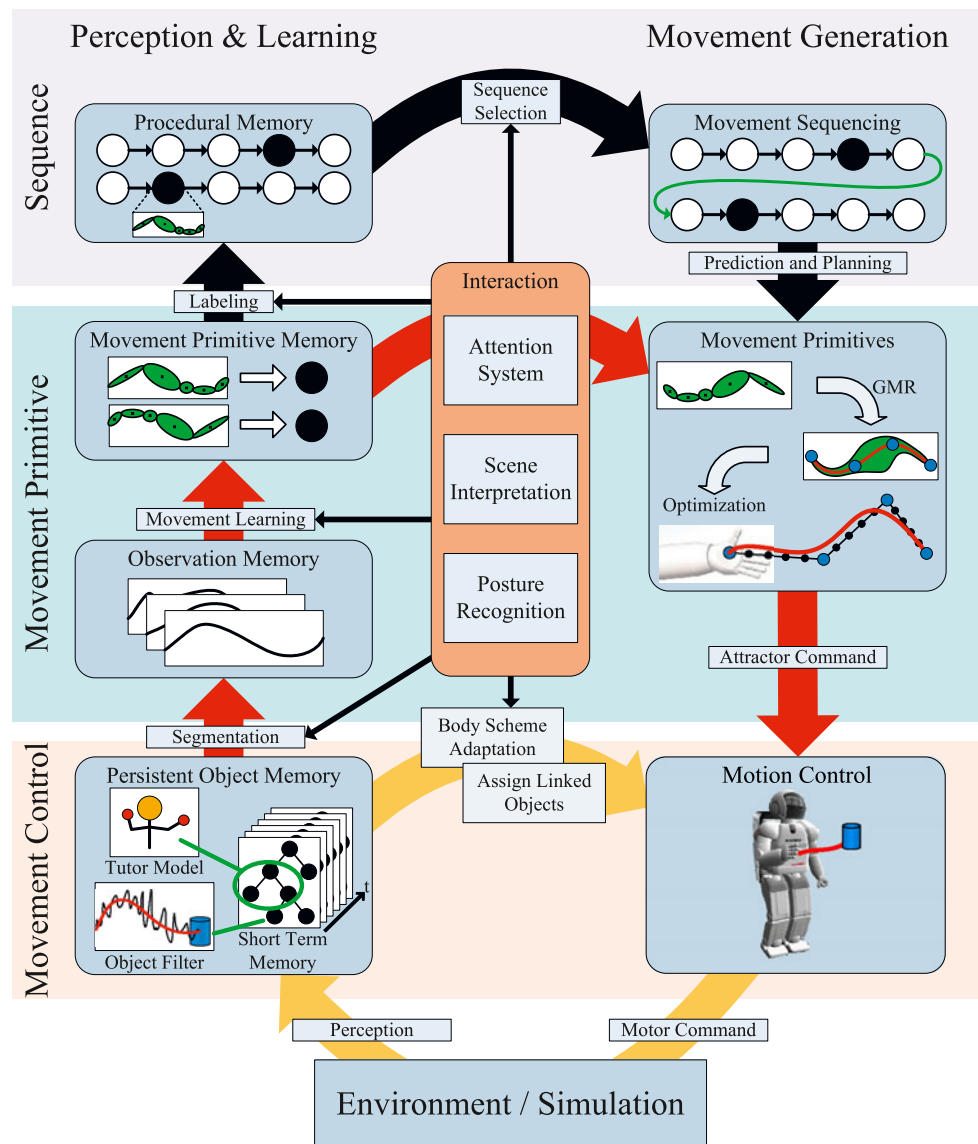 Perception & Learning
Movement Generation
Sequence
Procedural Memory
Sequence
Selection
Movement Sequencing
Prediction and Planning
Labeling
Interaction
Attention
System
Scene
Interpretation
Posture
Recognition
Movement Primitive
Movement Primitive Memory
Movement Primitives
GMR
Optimization
Movement Learning
Observation Memory
Attractor Command
Segmentation
Body Scheme
Adaptation
Assign Linked
Objects
Movement Control
Persistent Object Memory
Tutor Model
Object Filter
t
Short Term
Memory
Motion Control
Perception
Motor Command
Environment / Simulation